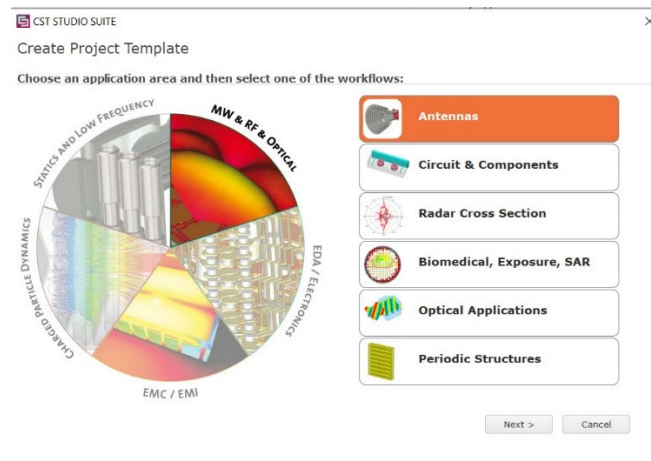 CST STUDIO SUITE
Create Project Template
Choose an application area and then select one of the workflows:
STATICS AND LOW FREQUENCY
MW & RF & OPTICAL
EDA / ELECTRONICS
EMC / EMI
CHARGED PARTICLE DYNAMICS
Antennas
Circuit & Components
Radar Cross Section
Biomedical, Exposure, SAR
Optical Applications
Periodic Structures
Next >
Cancel